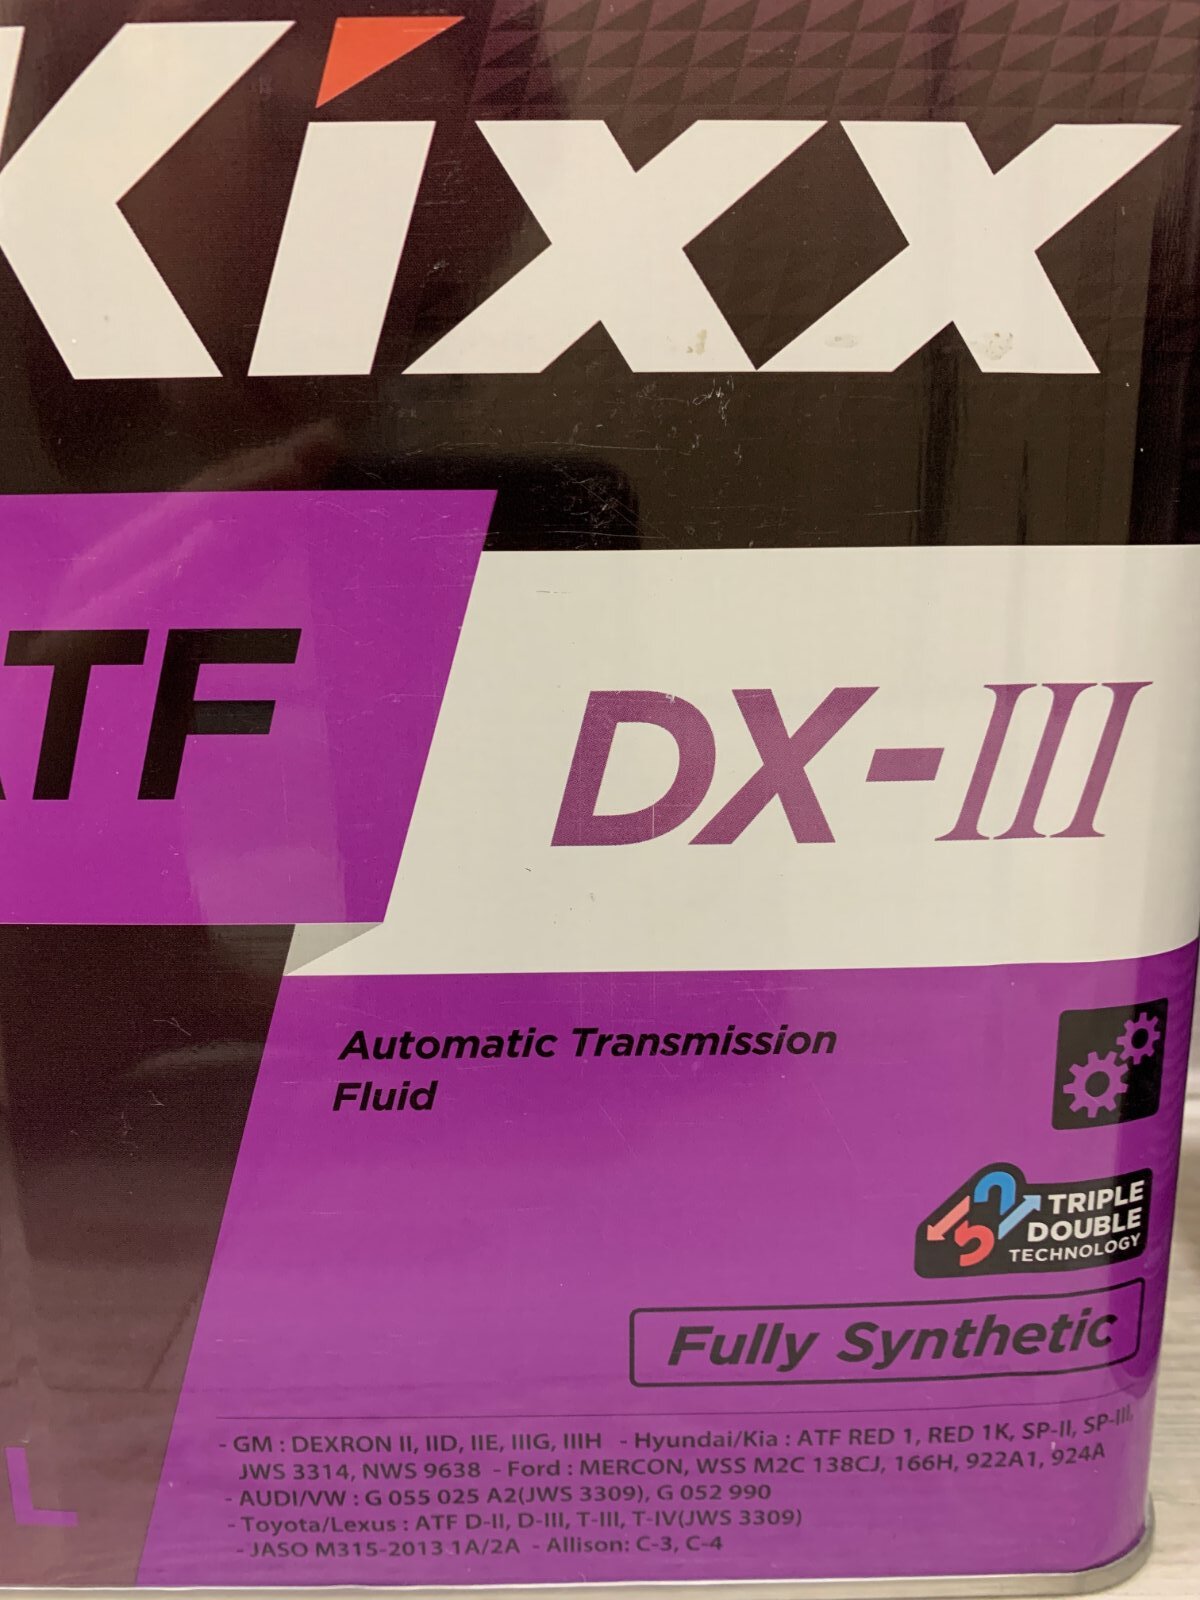 Kixx
ATF
DX-III
Automatic Transmission
Fluid
TRIPLE
DOUBLE
TECHNOLOGY
Fully Synthetic
- GM : DEXRON II, IID, IIE, IIIG, IIIH - Hyundai/Kia : ATF RED 1, RED 1K, SP-II, SP-III,
JWS 3314, NWS 9638 - Ford : MERCON, WSS M2C 138CJ, 166H, 922A1, 924A
- AUDI/VW : G 055 025 A2(JWS 3309), G 052 990
- Toyota/Lexus : ATF D-II, D-III, T-III, T-IV(JWS 3309)
- JASO M315-2013 1A/2A - Allison: C-3, C-4
L